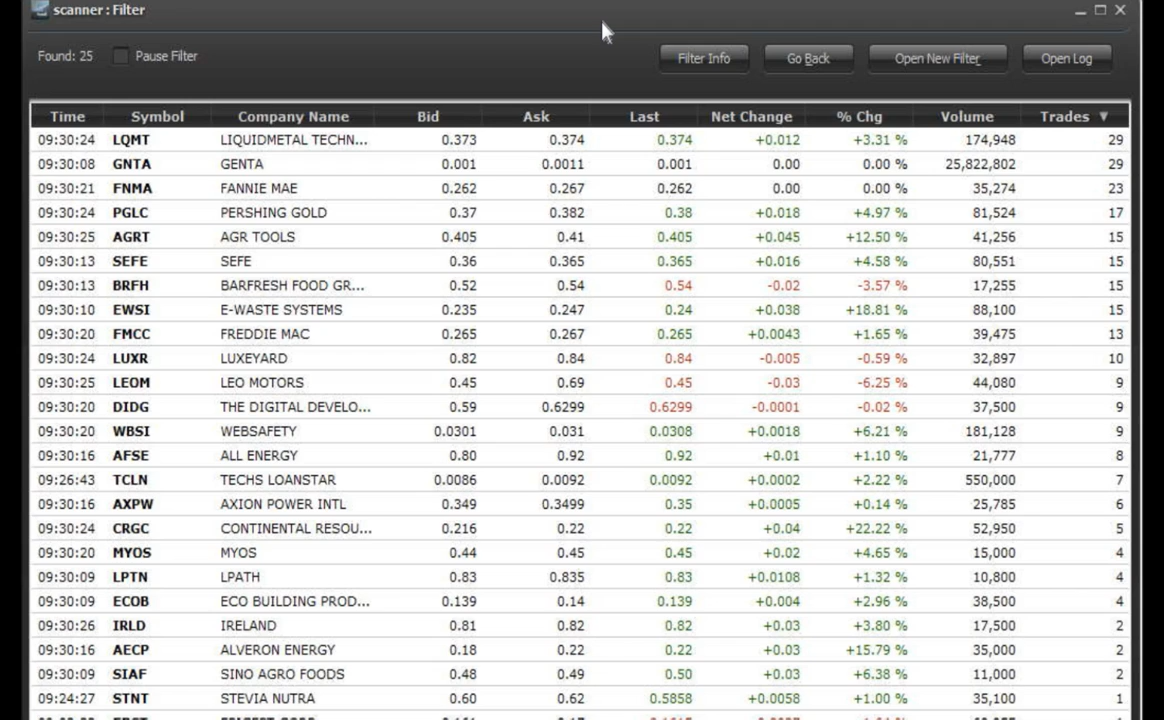 scanner : Filter
Found: 25 Pause Filter Filter Info Go Back Open New Filter Open Log
Time Symbol Company Name Bid Ask Last Net Change % Chg Volume Trades ▼
09:30:24 LQMT LIQUIDMETAL TECHN... 0.373 0.374 0.374 +0.012 +3.31 % 174,948 29
09:30:08 GNTA GENTA 0.001 0.0011 0.001 0.00 0.00 % 25,822,802 29
09:30:21 FNMA FANNIE MAE 0.262 0.267 0.262 0.00 0.00 % 35,274 23
09:30:24 PGLC PERSHING GOLD 0.37 0.382 0.38 +0.018 +4.97 % 81,524 17
09:30:25 AGRT AGR TOOLS 0.405 0.41 0.405 +0.045 +12.50 % 41,256 15
09:30:13 SEFE SEFE 0.36 0.365 0.365 +0.016 +4.58 % 80,551 15
09:30:13 BRFH BARFRESH FOOD GR... 0.52 0.54 0.54 -0.02 -3.57 % 17,255 15
09:30:10 EWSI E-WASTE SYSTEMS 0.235 0.247 0.24 +0.038 +18.81 % 88,100 15
09:30:20 FMCC FREDDIE MAC 0.265 0.267 0.265 +0.0043 +1.65 % 39,475 13
09:30:24 LUXR LUXEYARD 0.82 0.84 0.84 -0.005 -0.59 % 32,897 10
09:30:25 LEOM LEO MOTORS 0.45 0.69 0.45 -0.03 -6.25 % 44,080 9
09:30:20 DIDG THE DIGITAL DEVELO... 0.59 0.6299 0.6299 -0.0001 -0.02 % 37,500 9
09:30:20 WBSI WEBSAFETY 0.0301 0.031 0.0308 +0.0018 +6.21 % 181,128 9
09:30:16 AFSE ALL ENERGY 0.80 0.92 0.92 +0.01 +1.10 % 21,777 8
09:26:43 TCLN TECHS LOANSTAR 0.0086 0.0092 0.0092 +0.0002 +2.22 % 550,000 7
09:30:16 AXPW AXION POWER INTL 0.349 0.3499 0.35 +0.0005 +0.14 % 25,785 6
09:30:24 CRGC CONTINENTAL RESOU... 0.216 0.22 0.22 +0.04 +22.22 % 52,950 5
09:30:20 MYOS MYOS 0.44 0.45 0.45 +0.02 +4.65 % 15,000 4
09:30:09 LPTN LPATH 0.83 0.835 0.83 +0.0108 +1.32 % 10,800 4
09:30:09 ECOB ECO BUILDING PROD... 0.139 0.14 0.139 +0.004 +2.96 % 38,500 4
09:30:26 IRLD IRELAND 0.81 0.82 0.82 +0.03 +3.80 % 17,500 2
09:30:16 AECP ALVERON ENERGY 0.18 0.22 0.22 +0.03 +15.79 % 35,000 2
09:30:09 SIAF SINO AGRO FOODS 0.48 0.49 0.50 +0.03 +6.38 % 11,000 2
09:24:27 STNT STEVIA NUTRA 0.60 0.62 0.5858 +0.0058 +1.00 % 35,100 1